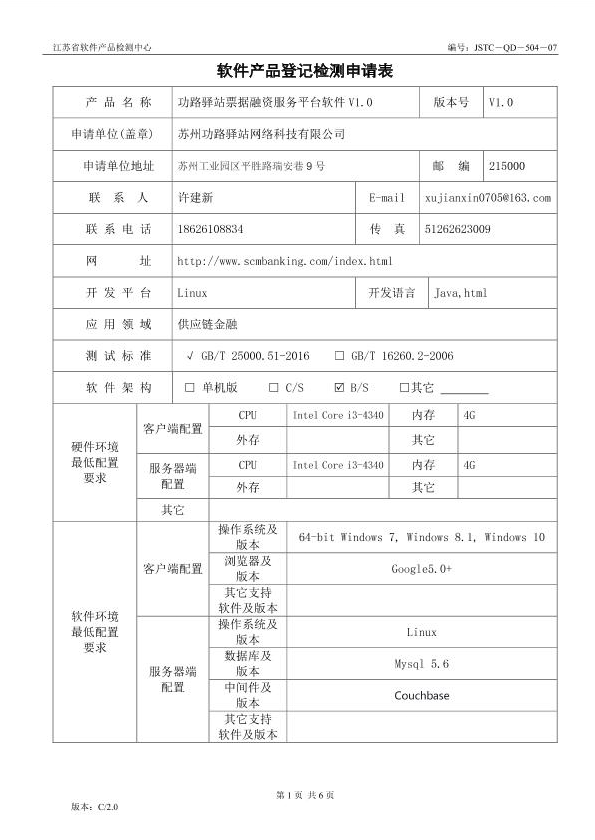 江苏省软件产品检测中心 编号：JSTC－QD－504－07
软件产品登记检测申请表
产 品 名 称 功路驿站票据融资服务平台软件 V1.0 版本号 V1.0
申请单位(盖章) 苏州功路驿站网络科技有限公司
申请单位地址 苏州工业园区平胜路瑞安巷 9 号 邮 编 215000
联 系 人 许建新 E-mail xujianxin0705@163.com
联 系 电 话 18626108834 传 真 51262623009
网 址 http://www.scmbanking.com/index.html
开 发 平 台 Linux 开发语言 Java,html
应 用 领 域 供应链金融
测 试 标 准 √ GB/T 25000.51-2016 □ GB/T 16260.2-2006
软 件 架 构 □ 单机版 □ C/S ☑ B/S □其它
硬件环境
最低配置
要求
客户端配置 CPU Intel Core i3-4340 内存 4G
外存 其它
服务器端
配置
CPU Intel Core i3-4340 内存 4G
外存 其它
其它
软件环境
最低配置
要求
客户端配置
操作系统及
版本
64-bit Windows 7, Windows 8.1, Windows 10
浏览器及
版本
Google5.0+
其它支持
软件及版本
服务器端
配置
操作系统及
版本
Linux
数据库及
版本
Mysql 5.6
中间件及
版本
Couchbase
其它支持
软件及版本
第 1 页 共 6 页
版本：C/2.0